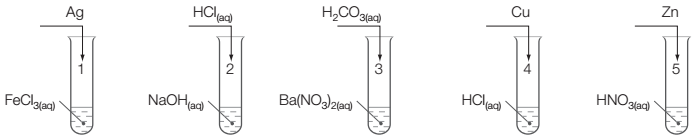 Ag HCl(aq) H₂CO₃(aq) Cu Zn
1 2 3 4 5
FeCl₃(aq) NaOH(aq) Ba(NO₃)₂(aq) HCl(aq) HNO₃(aq)